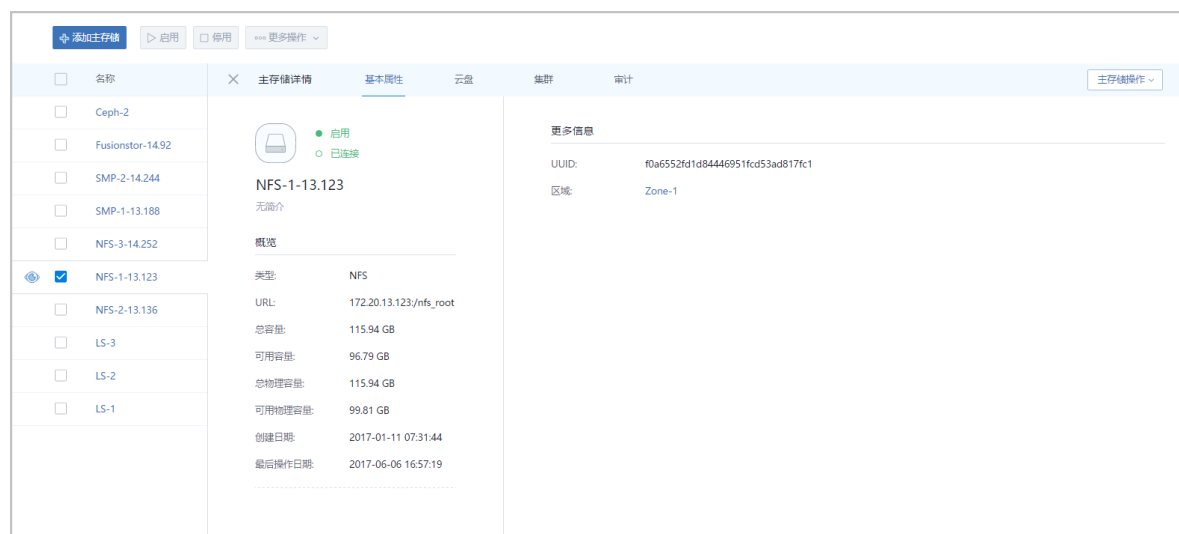 添加主存储 启用 停用 更多操作
名称 主存储详情 基本属性 云盘 集群 审计 主存储操作
Ceph-2
Fusionstor-14.92
SMP-2-14.244
SMP-1-13.188
NFS-3-14.252
NFS-1-13.123
NFS-2-13.136
LS-3
LS-2
LS-1
启用
已连接
NFS-1-13.123
无简介
概览
类型: NFS
URL: 172.20.13.123:/nfs_root
总容量: 115.94 GB
可用容量: 96.79 GB
总物理容量: 115.94 GB
可用物理容量: 99.81 GB
创建日期: 2017-01-11 07:31:44
最后操作日期: 2017-06-06 16:57:19
更多信息
UUID: f0a6552fd1d84446951fcd53ad817fc1
区域: Zone-1